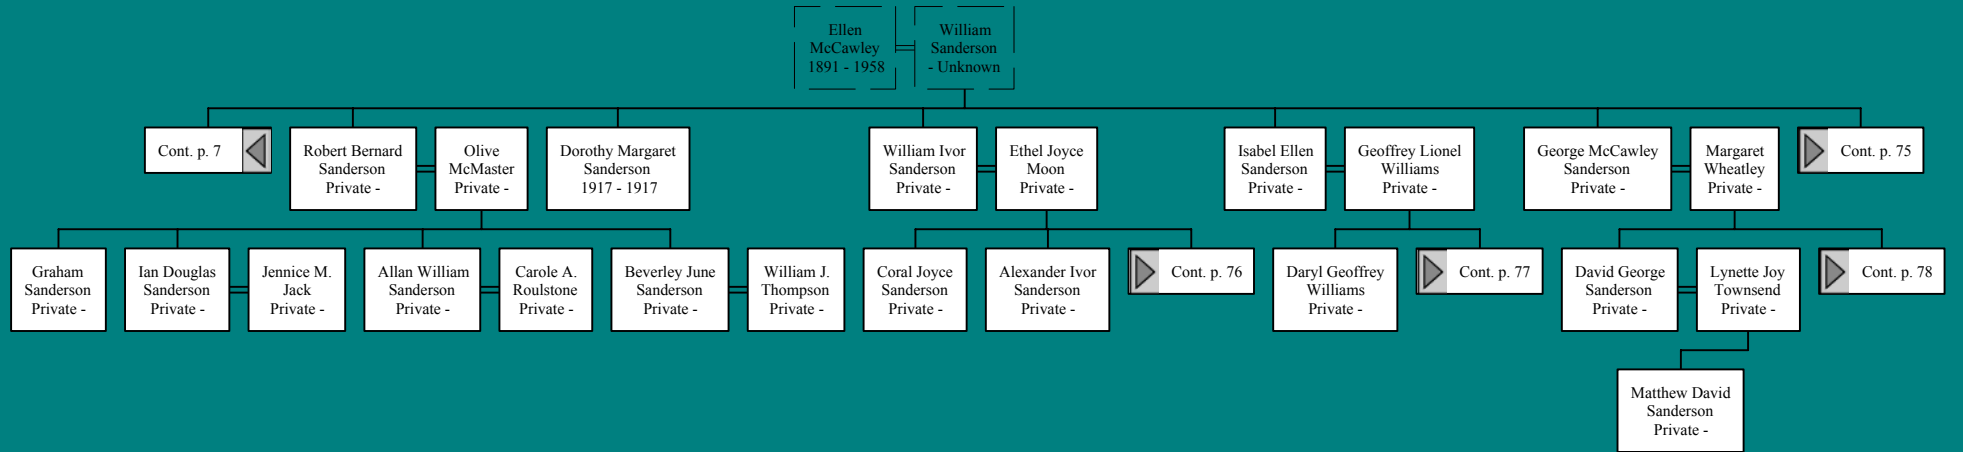 Ellen
McCawley
1891 - 1958
William
Sanderson
- Unknown
Cont. p. 7
Robert Bernard
Sanderson
Private -
Olive
McMaster
Private -
Dorothy Margaret
Sanderson
1917 - 1917
William Ivor
Sanderson
Private -
Ethel Joyce
Moon
Private -
Isabel Ellen
Sanderson
Private -
Geoffrey Lionel
Williams
Private -
George McCawley
Sanderson
Private -
Margaret
Wheatley
Private -
Cont. p. 75
Graham
Sanderson
Private -
Ian Douglas
Sanderson
Private -
Jennice M.
Jack
Private -
Allan William
Sanderson
Private -
Carole A.
Roulstone
Private -
Beverley June
Sanderson
Private -
William J.
Thompson
Private -
Coral Joyce
Sanderson
Private -
Alexander Ivor
Sanderson
Private -
Cont. p. 76
Daryl Geoffrey
Williams
Private -
Cont. p. 77
David George
Sanderson
Private -
Lynette Joy
Townsend
Private -
Cont. p. 78
Matthew David
Sanderson
Private -